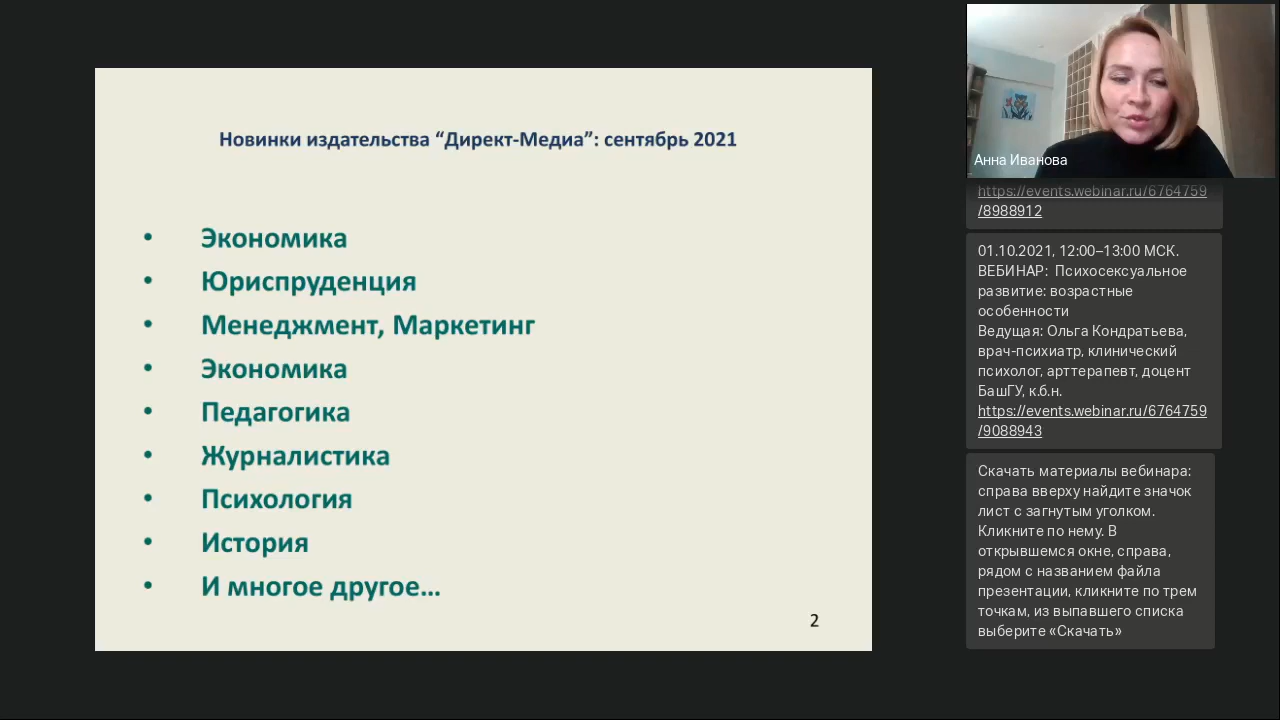 Новинки издательства “Директ-Медиа”: сентябрь 2021
• Экономика
• Юриспруденция
• Менеджмент, Маркетинг
• Экономика
• Педагогика
• Журналистика
• Психология
• История
• И многое другое...
2
Анна Иванова
https://events.webinar.ru/6764759
/8988912
01.10.2021, 12:00–13:00 МСК.
ВЕБИНАР: Психосексуальное
развитие: возрастные
особенности
Ведущая: Ольга Кондратьева,
врач-психиатр, клинический
психолог, арттерапевт, доцент
БашГУ, к.б.н.
https://events.webinar.ru/6764759
/9088943
Скачать материалы вебинара:
справа вверху найдите значок
лист с загнутым уголком.
Кликните по нему. В
открывшемся окне, справа,
рядом с названием файла
презентации, кликните по трем
точкам, из выпавшего списка
выберите «Скачать»